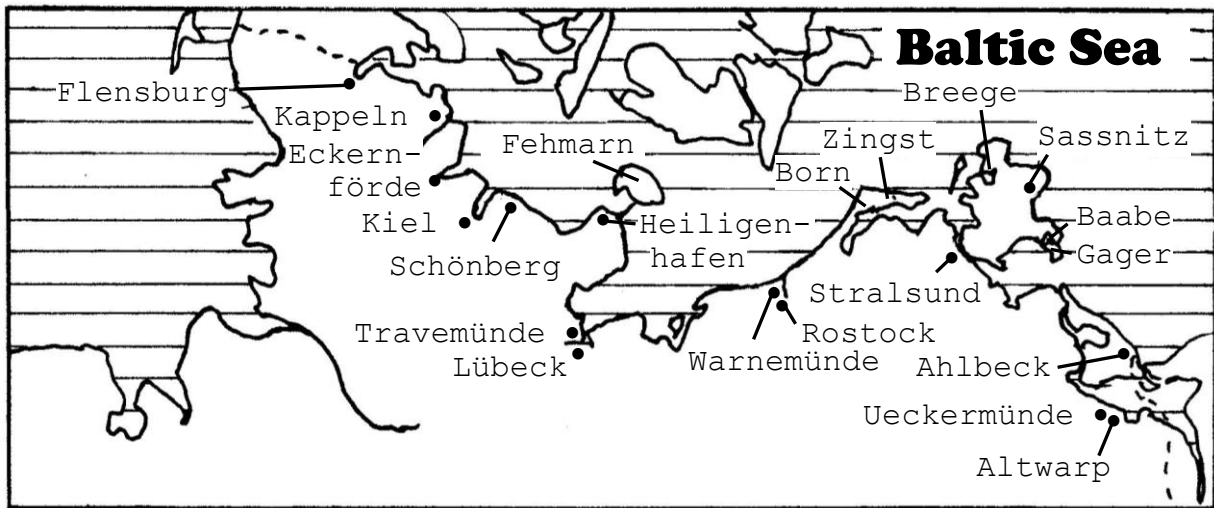 Baltic Sea
Flensburg
Breege
Kappeln
Fehmarn
Zingst
Sassnitz
Eckern-
förde
Born
Kiel
Heiligen-
hafen
Baabe
Gager
Schönberg
Stralsund
Travemünde
Rostock
Lübeck
Warnemünde
Ahlbeck
Ueckermünde
Altwarp